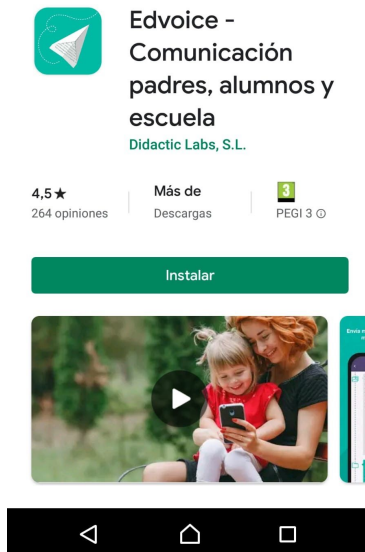 Edvoice -
Comunicación
padres, alumnos y
escuela
Didactic Labs, S.L.
4,5★
264 opiniones
Más de
Descargas
3
PEGI 3
Instalar